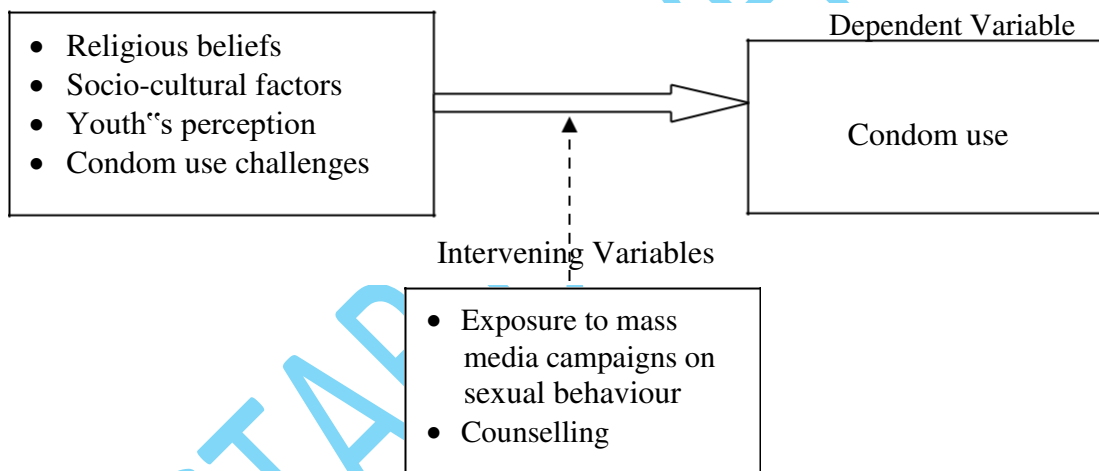 • Religious beliefs
• Socio-cultural factors
• Youth‟s perception
• Condom use challenges
Dependent Variable
Condom use
Intervening Variables
• Exposure to mass
media campaigns on
sexual behaviour
• Counselling